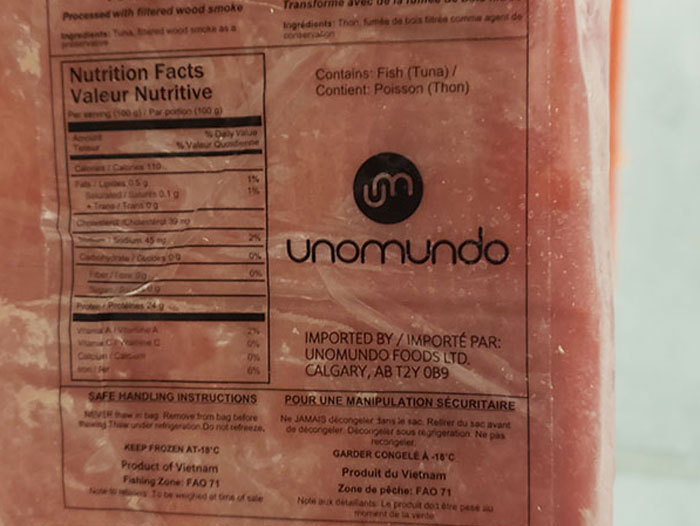 Processed with filtered wood smoke
Transformé avec de la fumée de bois
Ingredients: Tuna, filtered wood smoke as a
preservative
Ingrédients: Thon, fumée de bois filtrée comme agent de
conservation
Nutrition Facts
Valeur Nutritive
Per serving (100 g) / Par portion (100 g)
Amount
Teneur
% Daily Value
% Valeur Quotidienne
Calories / Calories 110
Fats / Lipides 0.5 g 1%
Saturated / Saturés 0.1 g 1%
+ Trans / Trans 0 g
Cholesterol / Cholestérol 39 mg
Sodium / Sodium 45 mg 2%
Carbohydrate / Glucides 0 g 0%
Fiber / Fibre 0g 0%
Sugar / 0 g
Protein / Protéines 24 g
Vitamin A / Vitamine A 2%
Vitamin C / Vitamine C 0%
Calcium / Calcium 0%
Iron / Fer 6%
Contains: Fish (Tuna) /
Contient: Poisson (Thon)
um
unomundo
IMPORTED BY / IMPORTÉ PAR:
UNOMUNDO FOODS LTD.
CALGARY, AB T2Y 0B9
SAFE HANDLING INSTRUCTIONS
NEVER thaw in bag. Remove from bag before
thawing. Thaw under refrigeration. Do not refreeze.
KEEP FROZEN AT-18°C
Product of Vietnam
Fishing Zone: FAO 71
Note to retailers: To be weighed at time of sale
POUR UNE MANIPULATION SÉCURITAIRE
Ne JAMAIS décongeler dans le sac. Retirer du sac avant
de décongeler. Décongeler sous réfrigération. Ne pas
recongeler.
GARDER CONGELÉ À -18°C
Produit du Vietnam
Zone de pêche: FAO 71
Note aux détaillants: Le produit doit être pesé au
moment de la vente